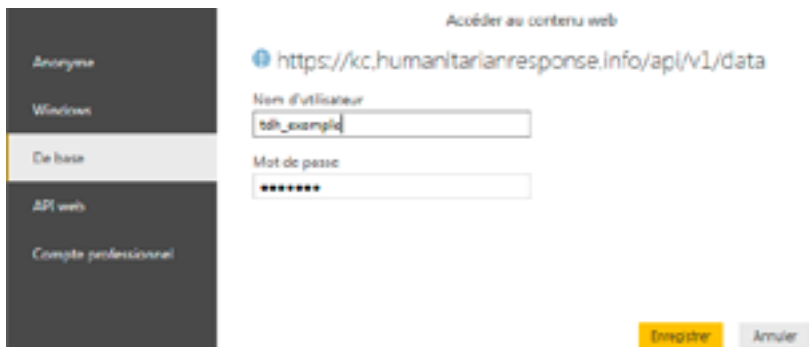 Accéder au contenu web
Anonyme
Windows
De base
API web
Compte professionnel
https://kc.humanitarianresponse.info/api/v1/data
Nom d'utilisateur
tdh_example
Mot de passe
•••••••
Enregistrer
Annuler